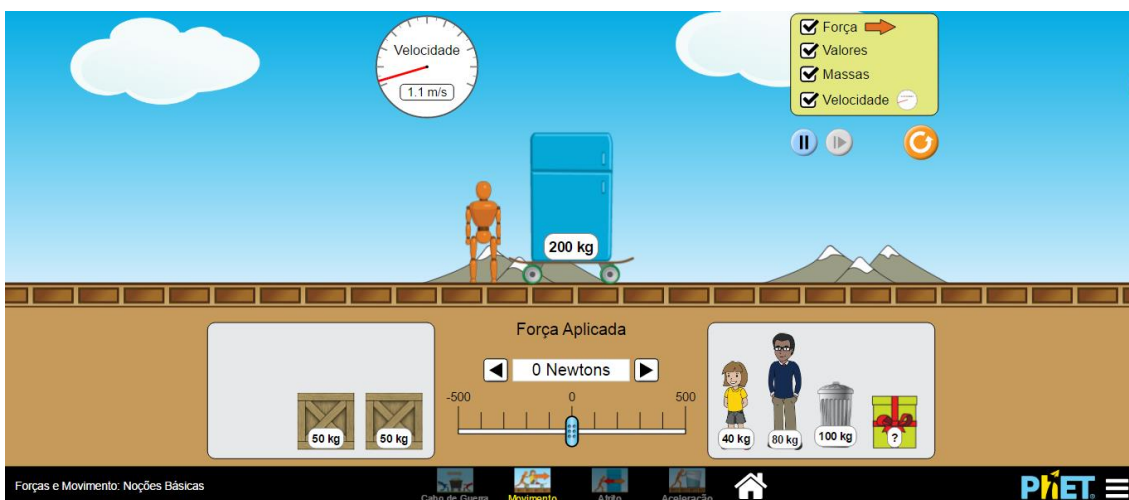 Velocidade
1.1 m/s
Força
Valores
Massas
Velocidade
200 kg
Força Aplicada
0 Newtons
-500 0 500
50 kg 50 kg
40 kg 80 kg 100 kg ?
Forças e Movimento: Noções Básicas
Cabo de Guerra Movimento Atrito Aceleração
PhET